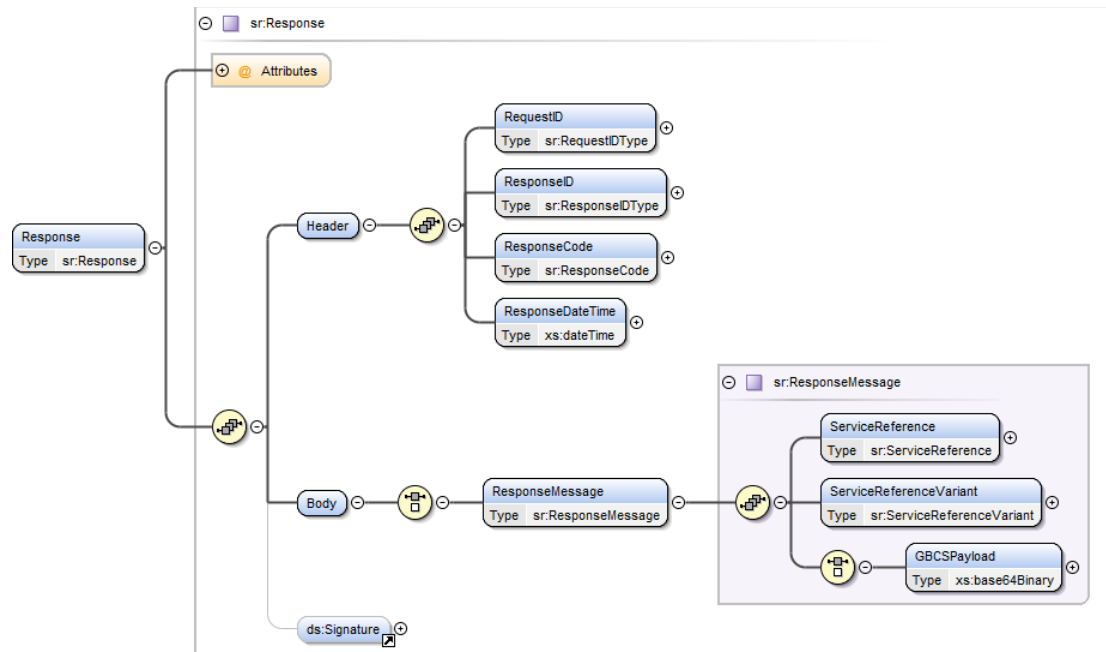 sr:Response
@ Attributes
RequestID
Type sr:RequestIDType
ResponseID
Type sr:ResponseIDType
Header
ResponseCode
Type sr:ResponseCode
Response
Type sr:Response
ResponseDateTime
Type xs:dateTime
sr:ResponseMessage
ServiceReference
Type sr:ServiceReference
Body
ResponseMessage
Type sr:ResponseMessage
ServiceReferenceVariant
Type sr:ServiceReferenceVariant
GBCSPayload
Type xs:base64Binary
ds:Signature